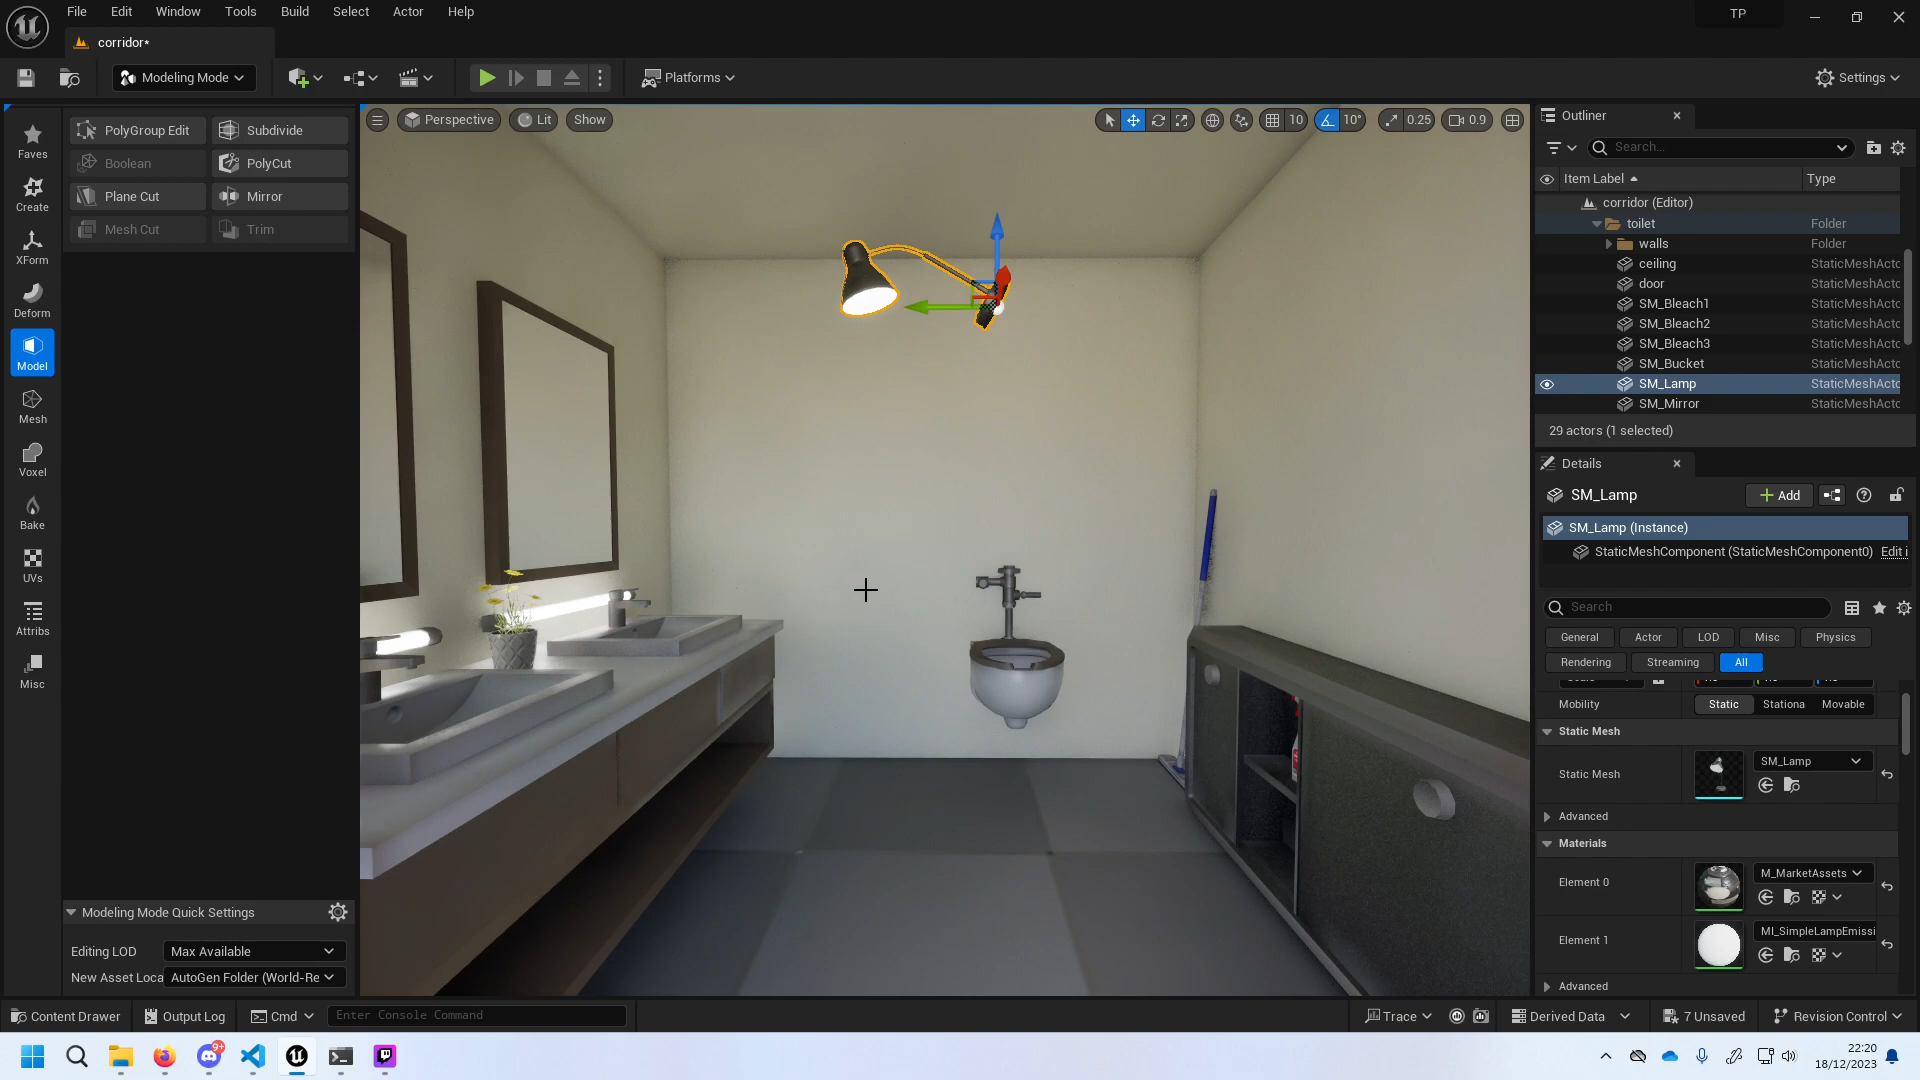 File Edit Window Tools Build Select Actor Help
TP
corridor*
Modeling Mode
Platforms
Settings
PolyGroup Edit
Subdivide
Boolean
PolyCut
Plane Cut
Mirror
Mesh Cut
Trim
Faves
Create
XForm
Deform
Model
Mesh
Voxel
Bake
UVs
Attribs
Misc
Modeling Mode Quick Settings
Editing LOD Max Available
New Asset Loca AutoGen Folder (World-Re
Perspective Lit Show
10 10° 0.25 0.9
Outliner
Search...
Item Label Type
corridor (Editor)
toilet Folder
walls Folder
ceiling StaticMeshActo
door StaticMeshActo
SM_Bleach1 StaticMeshActo
SM_Bleach2 StaticMeshActo
SM_Bleach3 StaticMeshActo
SM_Bucket StaticMeshActo
SM_Lamp StaticMeshActo
SM_Mirror StaticMeshActo
29 actors (1 selected)
Details
SM_Lamp
Add
SM_Lamp (Instance)
StaticMeshComponent (StaticMeshComponent0) Edit i
Search
General Actor LOD Misc Physics
Rendering Streaming All
Mobility Static Stationa Movable
Static Mesh
Static Mesh SM_Lamp
Advanced
Materials
Element 0 M_MarketAssets
Element 1 MI_SimpleLampEmissi
Advanced
Content Drawer Output Log Cmd Enter Console Command
Trace Derived Data 7 Unsaved Revision Control
9+
22:20
18/12/2023